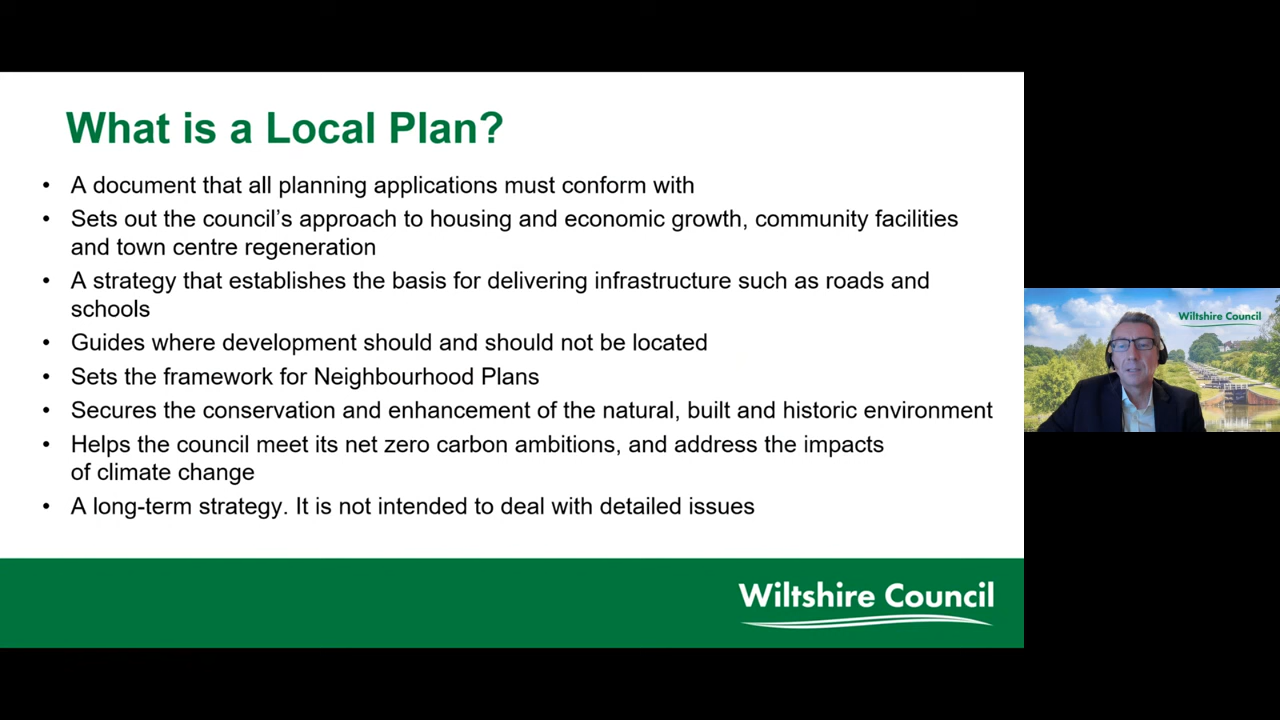 What is a Local Plan?
• A document that all planning applications must conform with
• Sets out the council's approach to housing and economic growth, community facilities
and town centre regeneration
• A strategy that establishes the basis for delivering infrastructure such as roads and
schools
• Guides where development should and should not be located
• Sets the framework for Neighbourhood Plans
• Secures the conservation and enhancement of the natural, built and historic environment
• Helps the council meet its net zero carbon ambitions, and address the impacts
of climate change
• A long-term strategy. It is not intended to deal with detailed issues
Wiltshire Council
Wiltshire Council